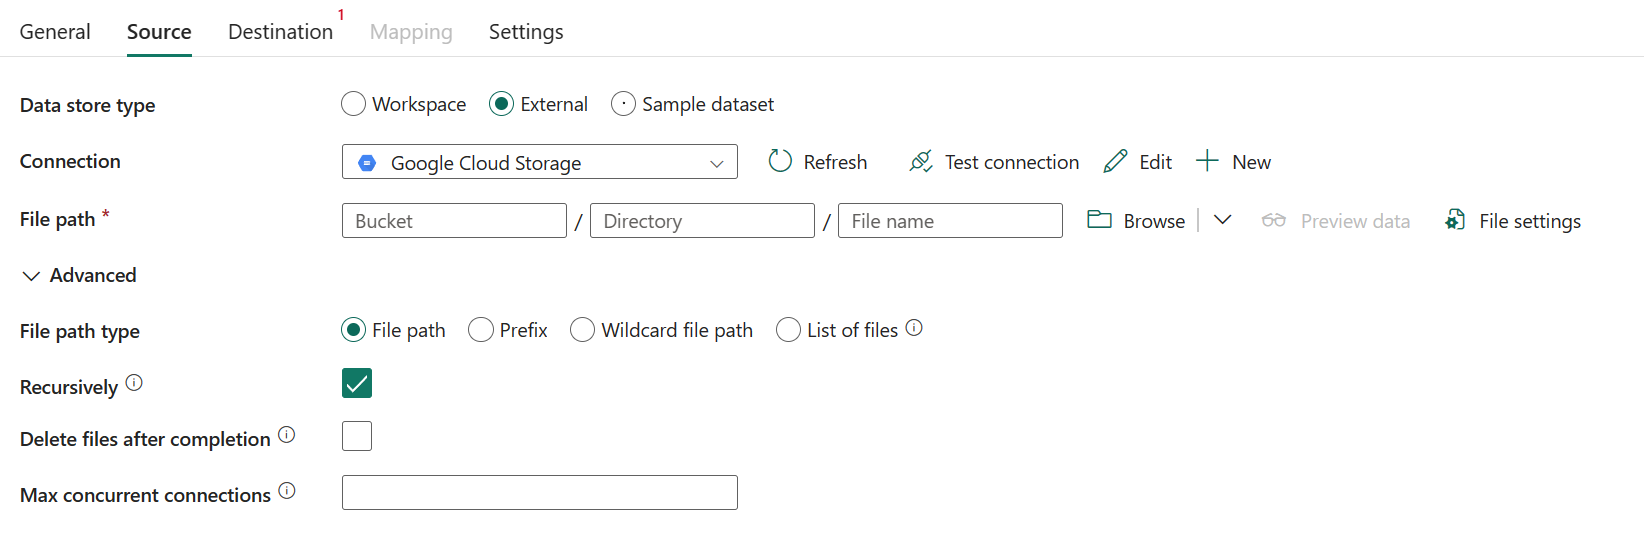 General Source Destination 1 Mapping Settings
Data store type Workspace External Sample dataset
Connection Google Cloud Storage Refresh Test connection Edit New
File path * Bucket / Directory / File name Browse Preview data File settings
Advanced
File path type File path Prefix Wildcard file path List of files
Recursively
Delete files after completion
Max concurrent connections